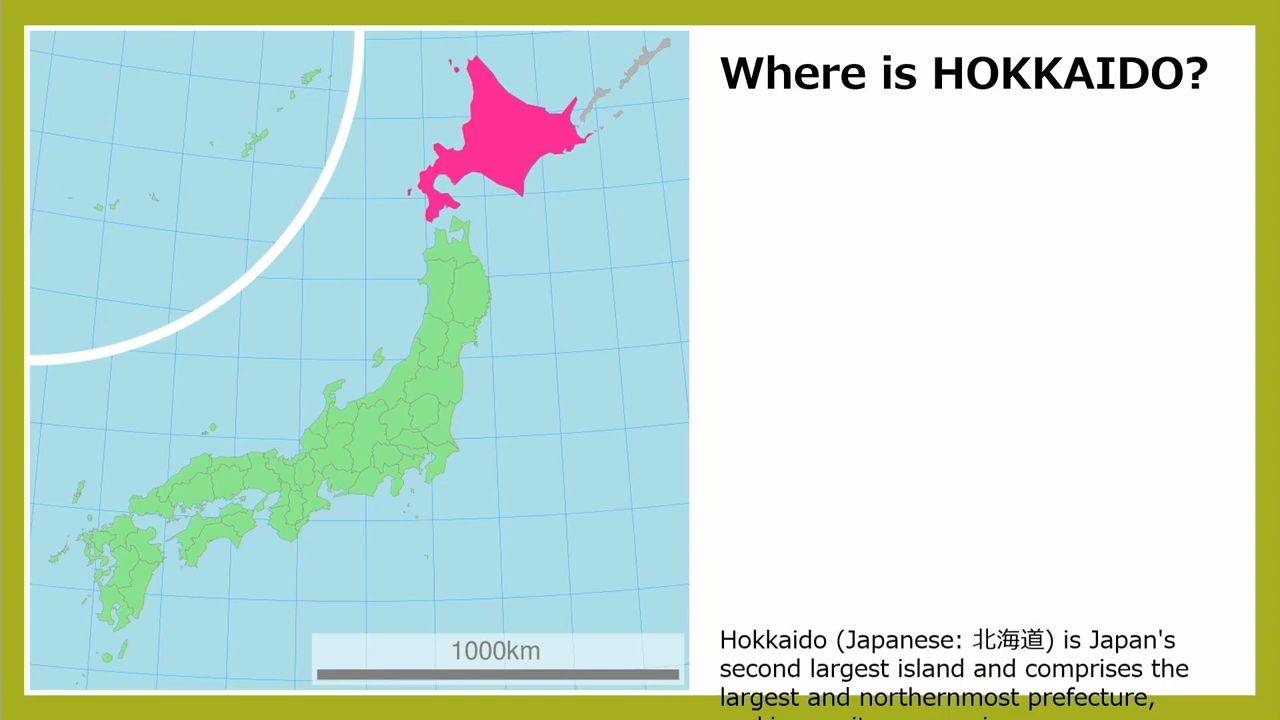 Where is HOKKAIDO?
1000km
Hokkaido (Japanese: 北海道) is Japan's
second largest island and comprises the
largest and northernmost prefecture,